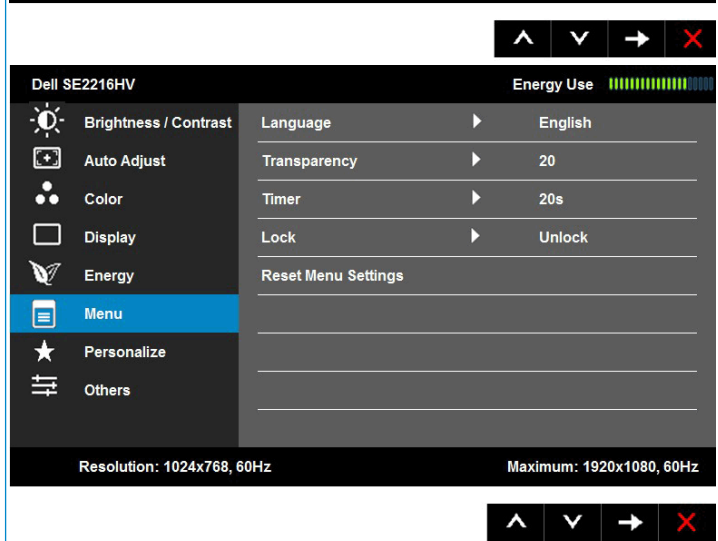 Dell SE2216HV Energy Use
Brightness / Contrast Language English
Auto Adjust Transparency 20
Color Timer 20s
Display Lock Unlock
Energy Reset Menu Settings
Menu
Personalize
Others
Resolution: 1024x768, 60Hz Maximum: 1920x1080, 60Hz